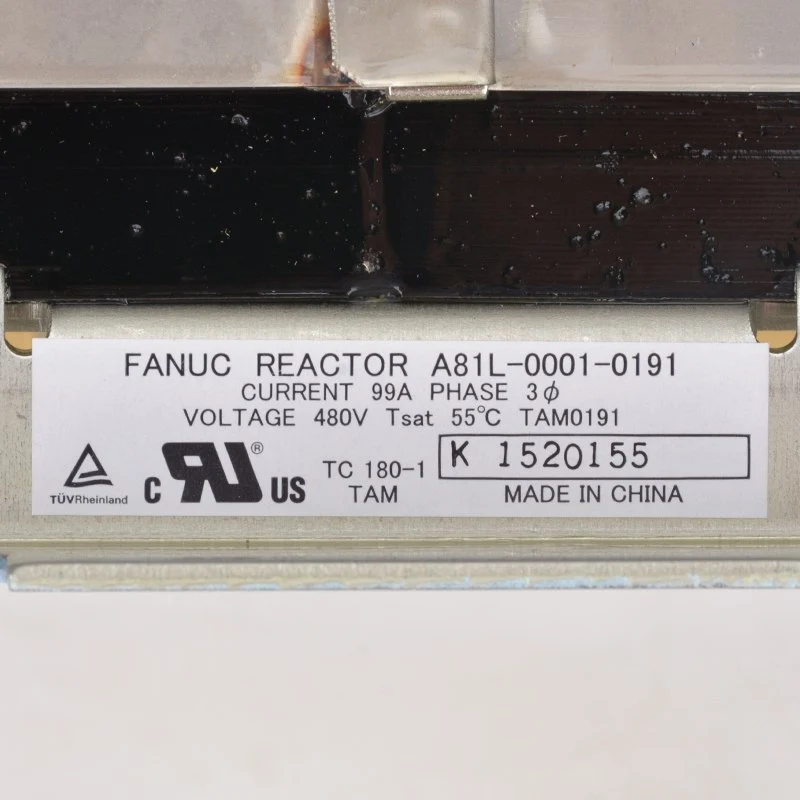 FANUC REACTOR A81L-0001-0191
CURRENT 99A PHASE 3φ
VOLTAGE 480V Tsat 55℃ TAM0191
TÜVRheinland
C RU ® US
TC 180-1
TAM
K 1520155
MADE IN CHINA